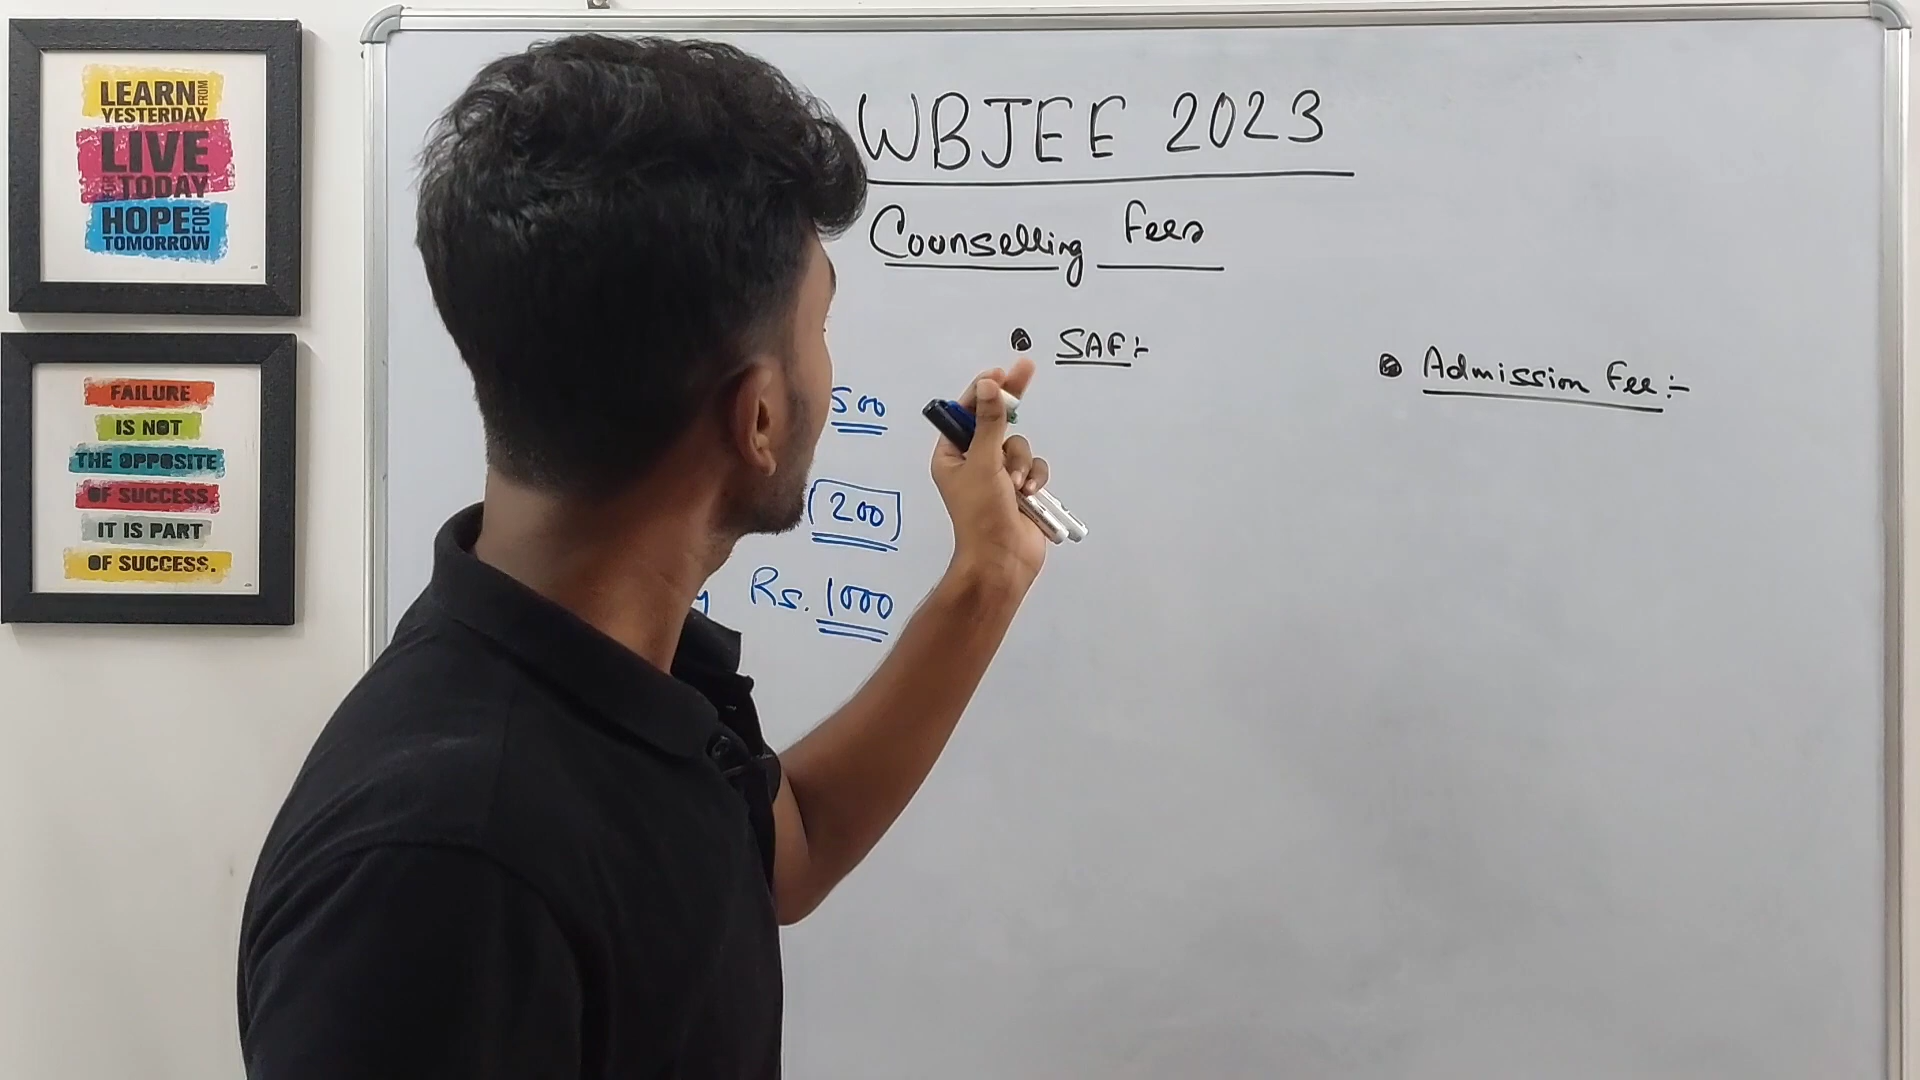 LEARN FROM
YESTERDAY
LIVE
FOR TODAY
HOPE FOR
TOMORROW
FAILURE
IS NOT
THE OPPOSITE
OF SUCCESS.
IT IS PART
OF SUCCESS.
WBJEE 2023
Counselling Fees
SAF:-
Admission Fee:-
500
200
Rs. 1000